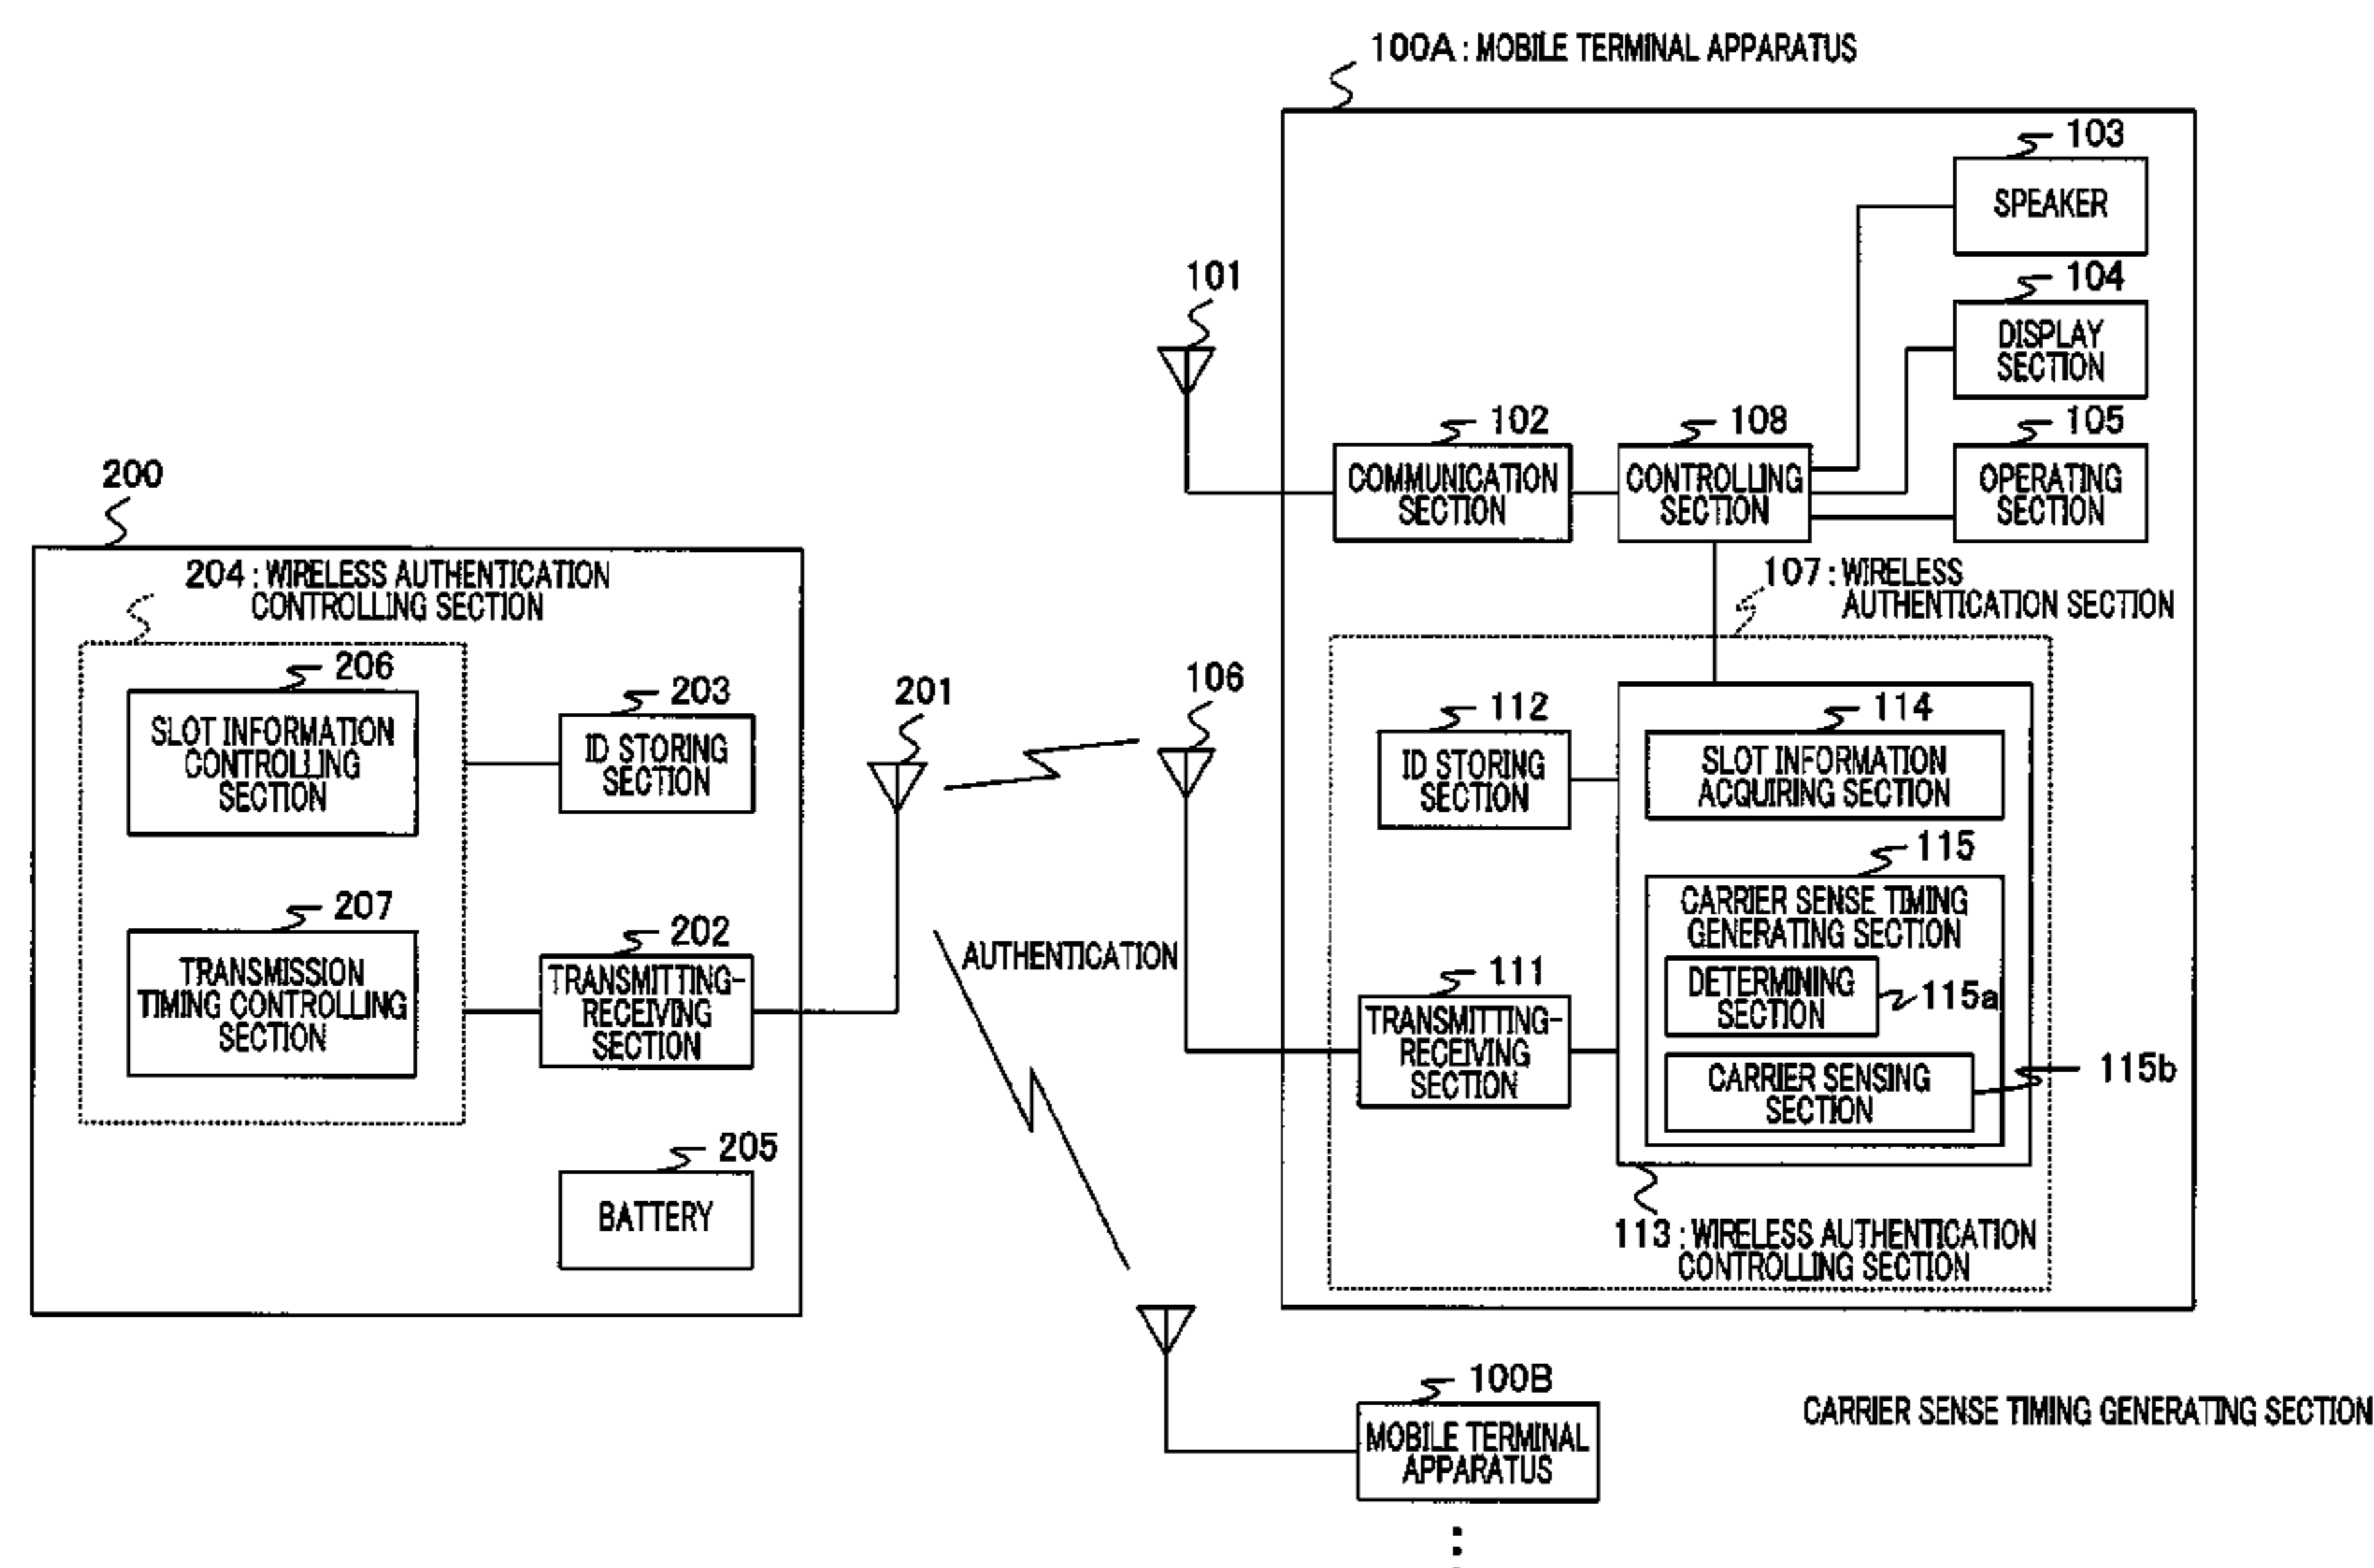 100A : MOBILE TERMINAL APPARATUS
103
SPEAKER
101
104
DISPLAY
SECTION
102
COMMUNICATION
SECTION
108
CONTROLLING
SECTION
105
OPERATING
SECTION
200
204 : WIRELESS AUTHENTICATION
CONTROLLING SECTION
206
SLOT INFORMATION
CONTROLLING
SECTION
203
ID STORING
SECTION
207
TRANSMISSION
TIMING CONTROLLING
SECTION
202
TRANSMITTING-
RECEIVING
SECTION
205
BATTERY
201
106
AUTHENTICATION
107 : WIRELESS
AUTHENTICATION SECTION
112
ID STORING
SECTION
114
SLOT INFORMATION
ACQUIRING SECTION
115
CARRIER SENSE TIMING
GENERATING SECTION
DETERMINING
SECTION
115a
111
TRANSMITTING-
RECEIVING
SECTION
CARRIER SENSING
SECTION
115b
113 : WIRELESS AUTHENTICATION
CONTROLLING SECTION
100B
MOBILE TERMINAL
APPARATUS
CARRIER SENSE TIMING GENERATING SECTION